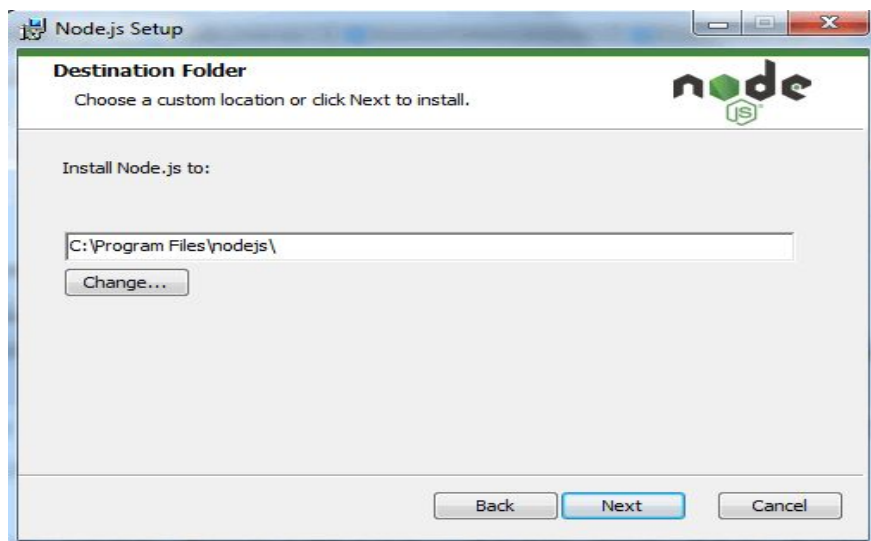 Node.js Setup
Destination Folder
Choose a custom location or click Next to install.
node
JS
Install Node.js to:
C:\Program Files\nodejs\
Change...
Back Next Cancel